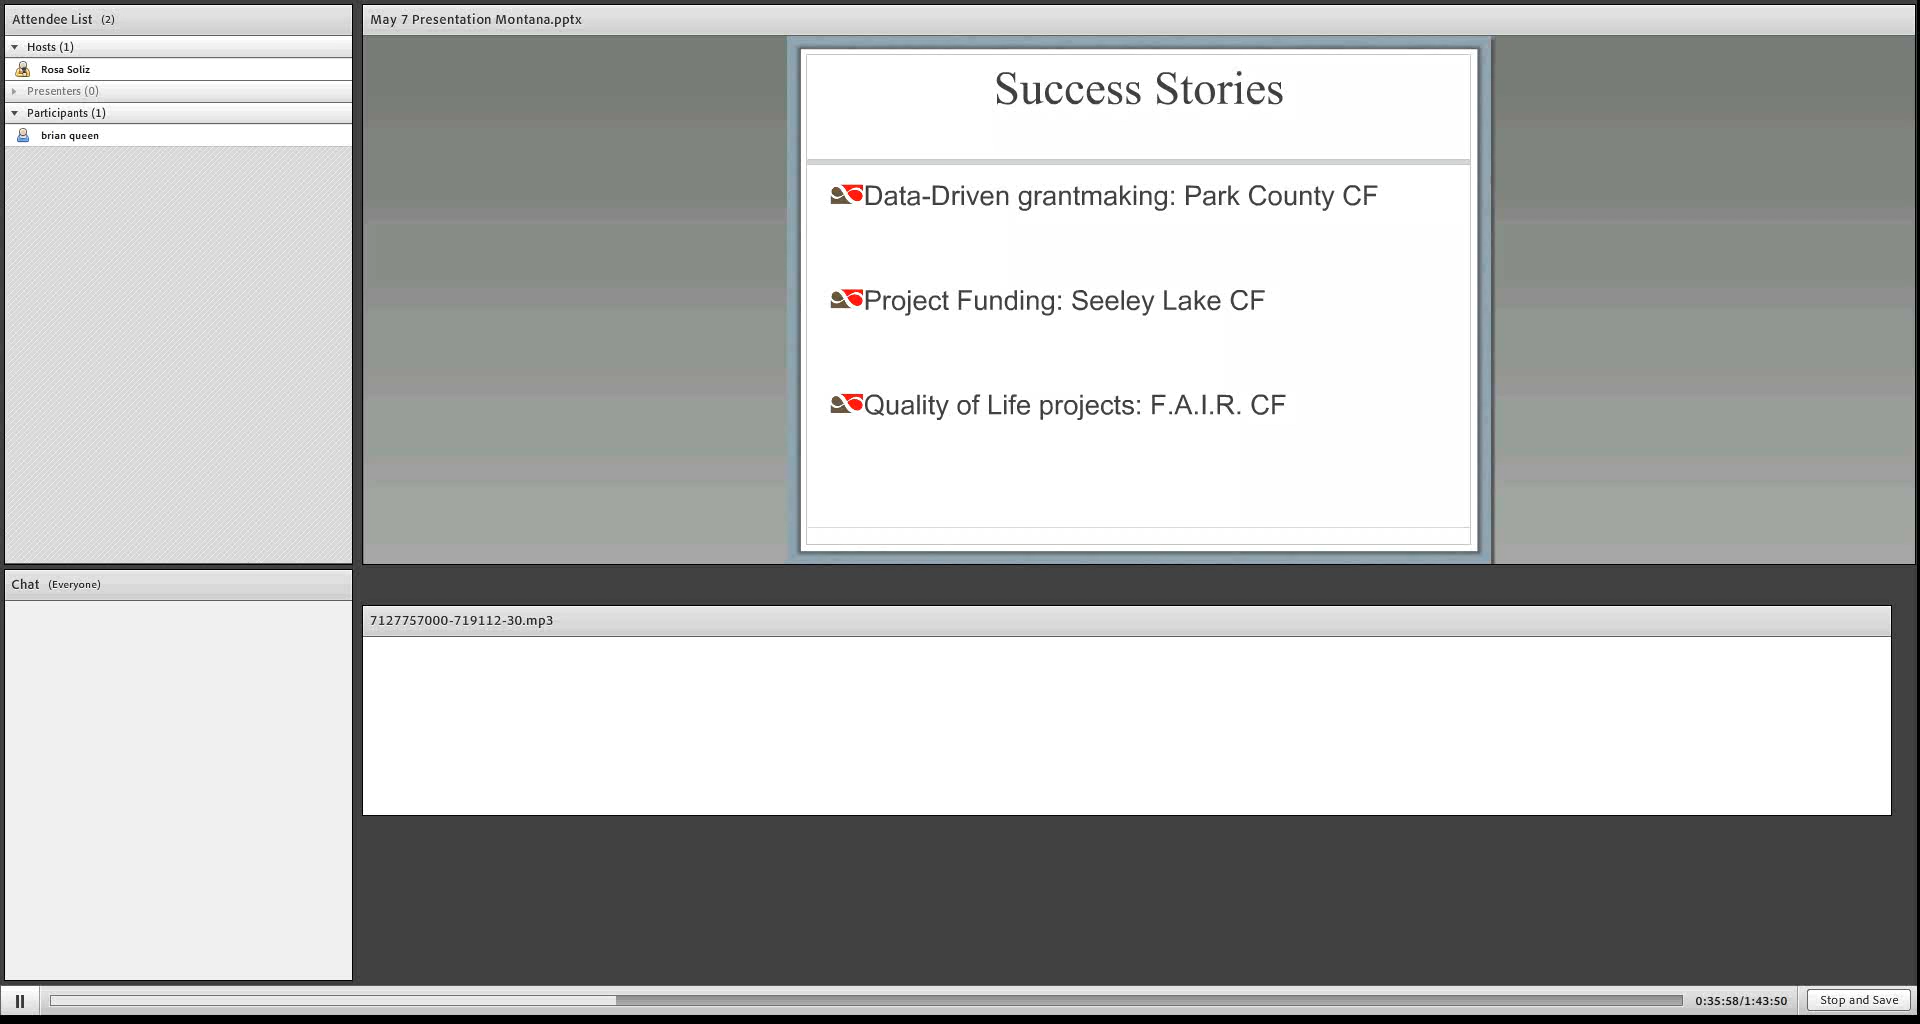 Attendee List (2)
Hosts (1)
Rosa Soliz
Presenters (0)
Participants (1)
brian queen
Chat (Everyone)
May 7 Presentation Montana.pptx
Success Stories
Data-Driven grantmaking: Park County CF
Project Funding: Seeley Lake CF
Quality of Life projects: F.A.I.R. CF
7127757000-719112-30.mp3
0:35:58/1:43:50
Stop and Save